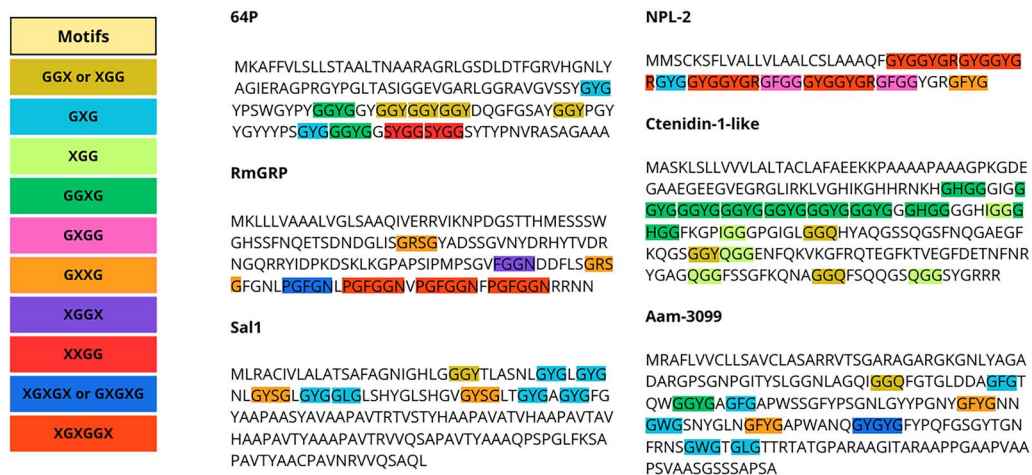 Motifs
GGX or XGG
GXG
XGG
GGXG
GXGG
GXXG
XGGX
XXGG
XGXGX or GXGXG
XGXGGX
64P
MKAFFVLSLLSTAALTNAARAGRLGSDLDTFGRVHGNLY
AGIERAGPRGYPGLTASIGGEVGARLGGRAVGVSSYGYG
YPSWGYPYGGYGGYGGYGGYGGYDQGFGSAYGGYPGY
YGYYYPSGYGGGYGGSYGGSYGGSYTYPNVRASAGAAA
RmGRP
MKLLLVAAALVGLSAAQIVERRVIKNPDGSTTHMESSSW
GHSSFNQETSDNDGLISGRSGYADSSGVNYDRHYTVDR
NGQRRYIDPKDSKLKGPAPSIPMPSGVFGGNDDFLSGRS
GFGNLPGFGNLPGFGGNVPGFGGNFPGFGGNRRNN
Sal1
MLRACIVLALATSAFAGNIGHLGGGYTLASNLGYGLGYG
NLGYSGLGYGGLGLSHYGLSHGVGYSGLTGYGAGYGFG
YAAPAASYAVAAPAVTRTVSTYHAAPAVATVHAAPAVTAV
HAAPAVTYAAAPAVTRVVQSAPAVTYAAAQPSPGLFKSA
PAVTYAACPAVNRVVQSAQL
NPL-2
MMSCKSFLVALLVLAALCSLAAAQFGYGGYGRGYGGYG
RGYGGYGGYGRGFGGGYGGYGRGFGGYGRGFYG
Ctenidin-1-like
MASKLSLLVVVLALTACLAFAEEKKPAAAAPAAAGPKGDE
GAAEGEEGVEGRGLIRKLVGHIKGHHRNKHGHGGGIGGG
GYGGGYGGGYGGGYGGGYGGGYGGGYGGGHGGGGHIGGG
HGGFKGPIGGGPGIGLGGQHYAQGSSQGSFNQGAEGF
KQGSGGYQGGENFQKVKGFRQTEGFKTVEGFDETNFNR
YGAGQGGFSSGFKQNAGGQFSQQGSQGGSYGRRR
Aam-3099
MRAFLVVCLLSAVCLASARRVTSGARAGARGKGNLYAGA
DARGPSGNPGITYSLGGNLAGQIGGQFGTGLDDAGFGT
QWGGYGAGFGAPWSSGFYPSGNLGYYPGNYGFYGNN
GWGSNYGLNGFYGAPWANQGYGYGFYPQFGSGYTGN
FRNSGWGTGLGTTRTATGPARAAGITARAAPPGAAPVAA
PSVAASGSSSAPSA